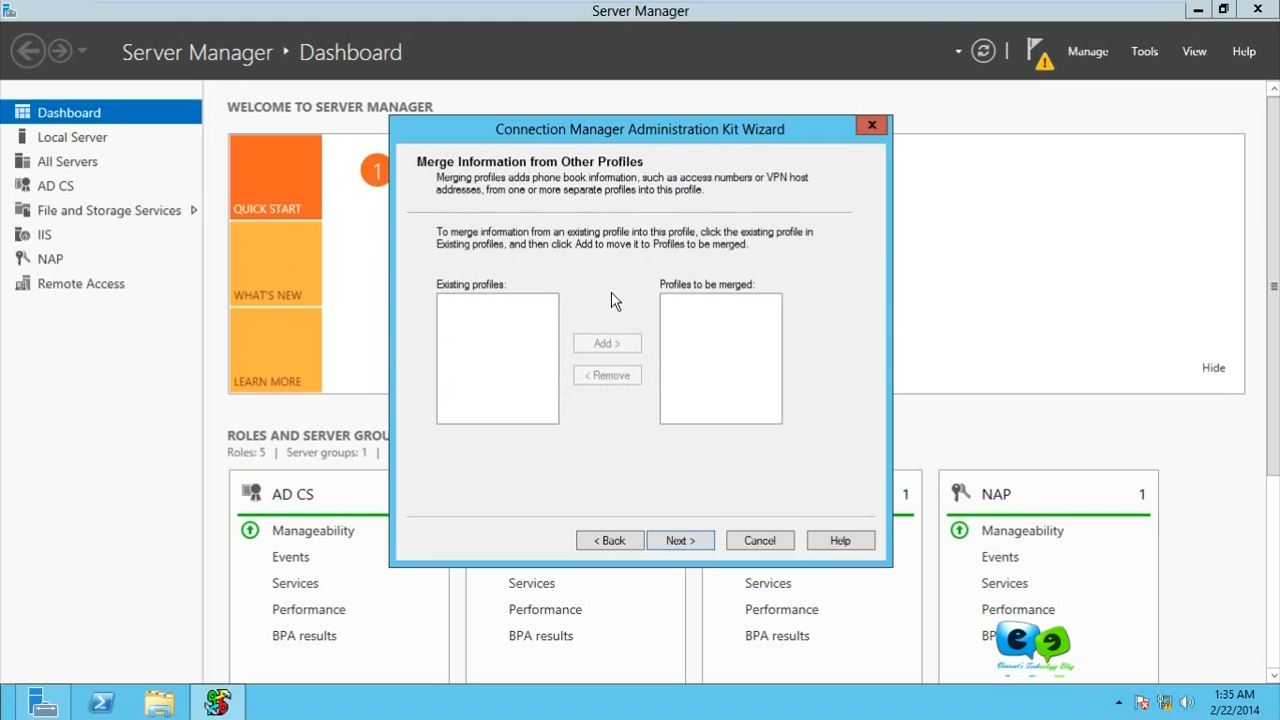 Server Manager
Server Manager • Dashboard
Manage Tools View Help
Dashboard
Local Server
All Servers
AD CS
File and Storage Services
IIS
NAP
Remote Access
WELCOME TO SERVER MANAGER
1
QUICK START
WHAT'S NEW
LEARN MORE
Hide
Connection Manager Administration Kit Wizard
Merge Information from Other Profiles
Merging profiles adds phone book information, such as access numbers or VPN host
addresses, from one or more separate profiles into this profile.
To merge information from an existing profile into this profile, click the existing profile in
Existing profiles, and then click Add to move it to Profiles to be merged.
Existing profiles:
Profiles to be merged:
Add >
< Remove
< Back Next > Cancel Help
ROLES AND SERVER GROU
Roles: 5 | Server groups: 1 |
AD CS
Manageability
Events
Services
Performance
BPA results
Services
Performance
BPA results
1
Services
Performance
BPA results
NAP 1
Manageability
Events
Services
Performance
BP
1:35 AM
2/22/2014